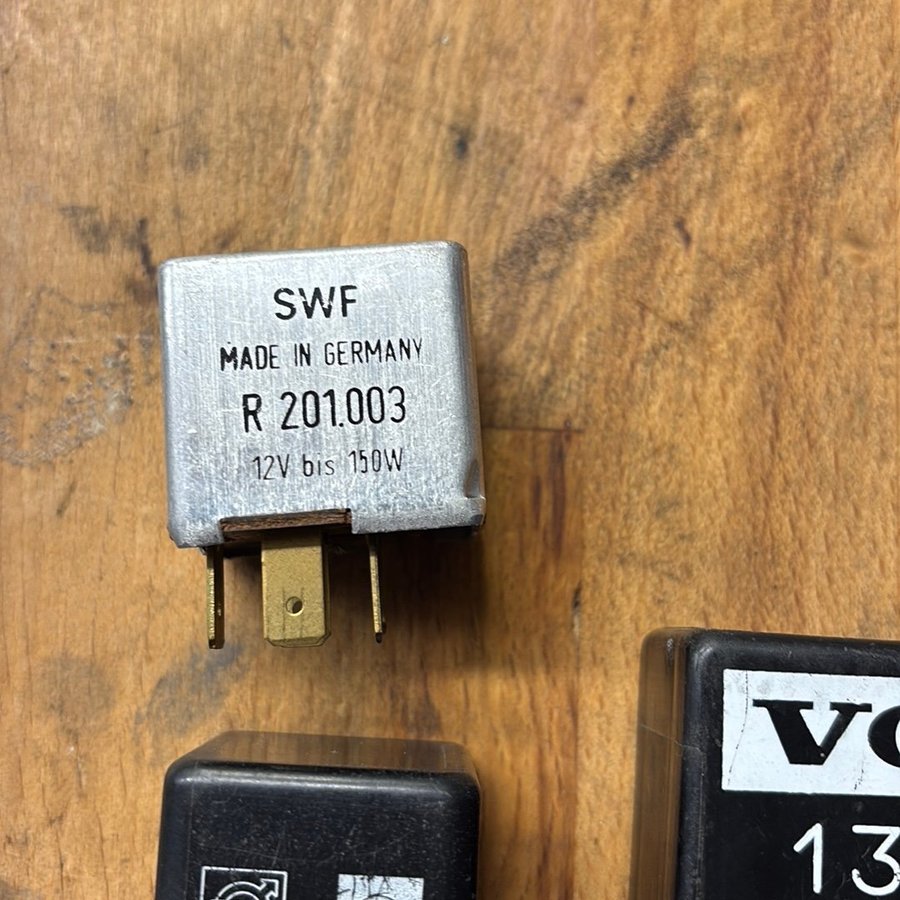 SWF
MADE IN GERMANY
R 201.003
12V bis 150W
VO
13